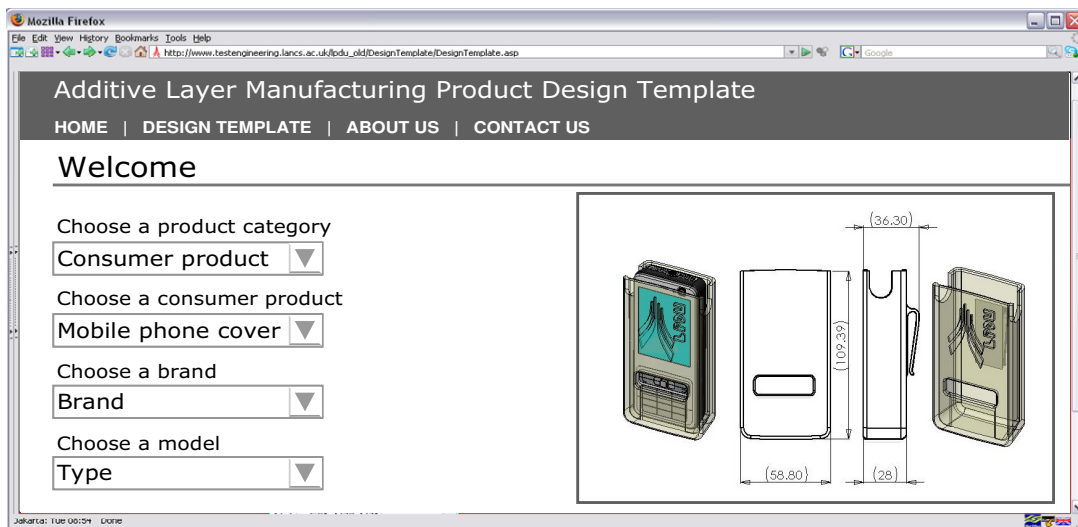 Mozilla Firefox
File Edit View History Bookmarks Tools Help
http://www.testengineering.lancs.ac.uk/lpdu_old/DesignTemplate/DesignTemplate.asp
Google
Additive Layer Manufacturing Product Design Template
HOME | DESIGN TEMPLATE | ABOUT US | CONTACT US
Welcome
Choose a product category
Consumer product
Choose a consumer product
Mobile phone cover
Choose a brand
Brand
Choose a model
Type
(36.30)
(109.39)
(58.80)
(28)
Jakarta: Tue 08:54 Done